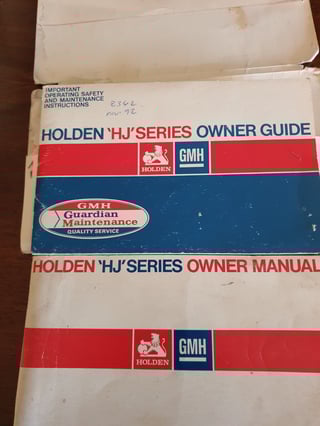 IMPORTANT
OPERATING SAFETY
AND MAINTENANCE
INSTRUCTIONS
HOLDEN 'HJ' SERIES OWNER GUIDE
HOLDEN
GMH
GMH
Guardian
Maintenance
QUALITY SERVICE
HOLDEN 'HJ' SERIES OWNER MANUAL
HOLDEN
GMH